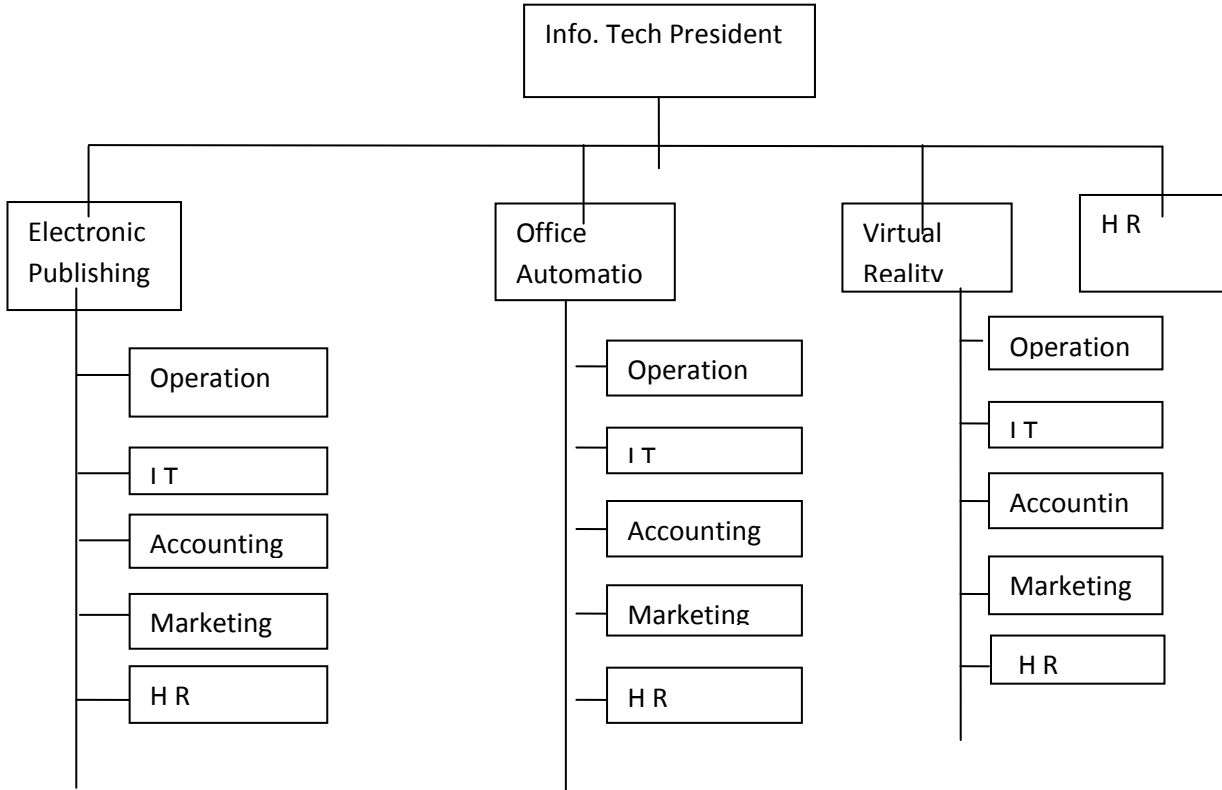 Info. Tech President
Electronic
Publishing
Office
Automatio
Virtual
Reality
H R
Operation
I T
Accounting
Marketing
H R
Operation
I T
Accounting
Marketing
H R
Operation
I T
Accountin
Marketing
H R